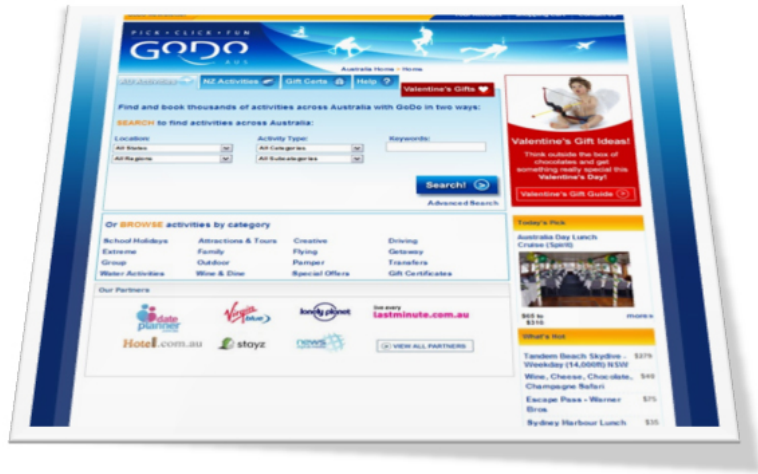 PICK • CLICK • FUN
GoDo
AUS
Australia Home > Home
NZ Activities
Gift Certs
Help ?
Valentine's Gifts
Find and book thousands of activities across Australia with GoDo in two ways:
SEARCH to find activities across Australia:
Location:
Activity Type:
Keywords:
All States
All Categories
All Regions
All Subcategories
Search!
Advanced Search
Valentine's Gift Ideas!
Think outside the box of
chocolates and get
something really special this
Valentine's Day!
Valentine's Gift Guide
Or BROWSE activities by category
School Holidays
Attractions & Tours
Creative
Driving
Extreme
Family
Flying
Getaway
Group
Outdoor
Pamper
Transfers
Water Activities
Wine & Dine
Special Offers
Gift Certificates
Our Partners
date
planner
Virgin
blue
lonely planet
lastminute.com.au
Hotel.com.au
stayz
news
VIEW ALL PARTNERS
Today's Pick
Australia Day Lunch
Cruise (Spirit)
$65 to
$310
more»
What's Hot
Tandem Beach Skydive - $379
Weekday (14,000ft) NSW
Wine, Cheese, Chocolate, $40
Champagne Safari
Escape Pass - Warner $75
Bros
Sydney Harbour Lunch $35